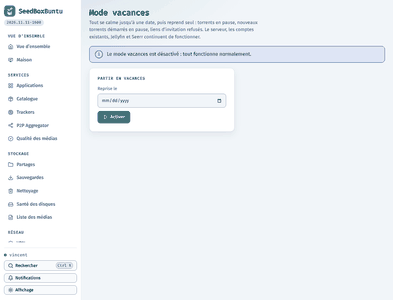 SeedBoxBuntu
2026.11.21-1000
VUE D'ENSEMBLE
Vue d'ensemble
Maison
SERVICES
Applications
Catalogue
Trackers
P2P Aggregator
Qualité des médias
STOCKAGE
Partages
Sauvegardes
Nettoyage
Santé des disques
Liste des médias
RÉSEAU
vincent
Rechercher
Ctrl K
Notifications
Affichage
Mode vacances
Tout se calme jusqu'à une date, puis reprend seul : torrents en pause, nouveaux
torrents démarrés en pause, liens d'invitation refusés. Le serveur, les comptes
existants, Jellyfin et Seerr continuent de fonctionner.
Le mode vacances est désactivé : tout fonctionne normalement.
PARTIR EN VACANCES
Reprise le
mm/dd/yyyy
Activer